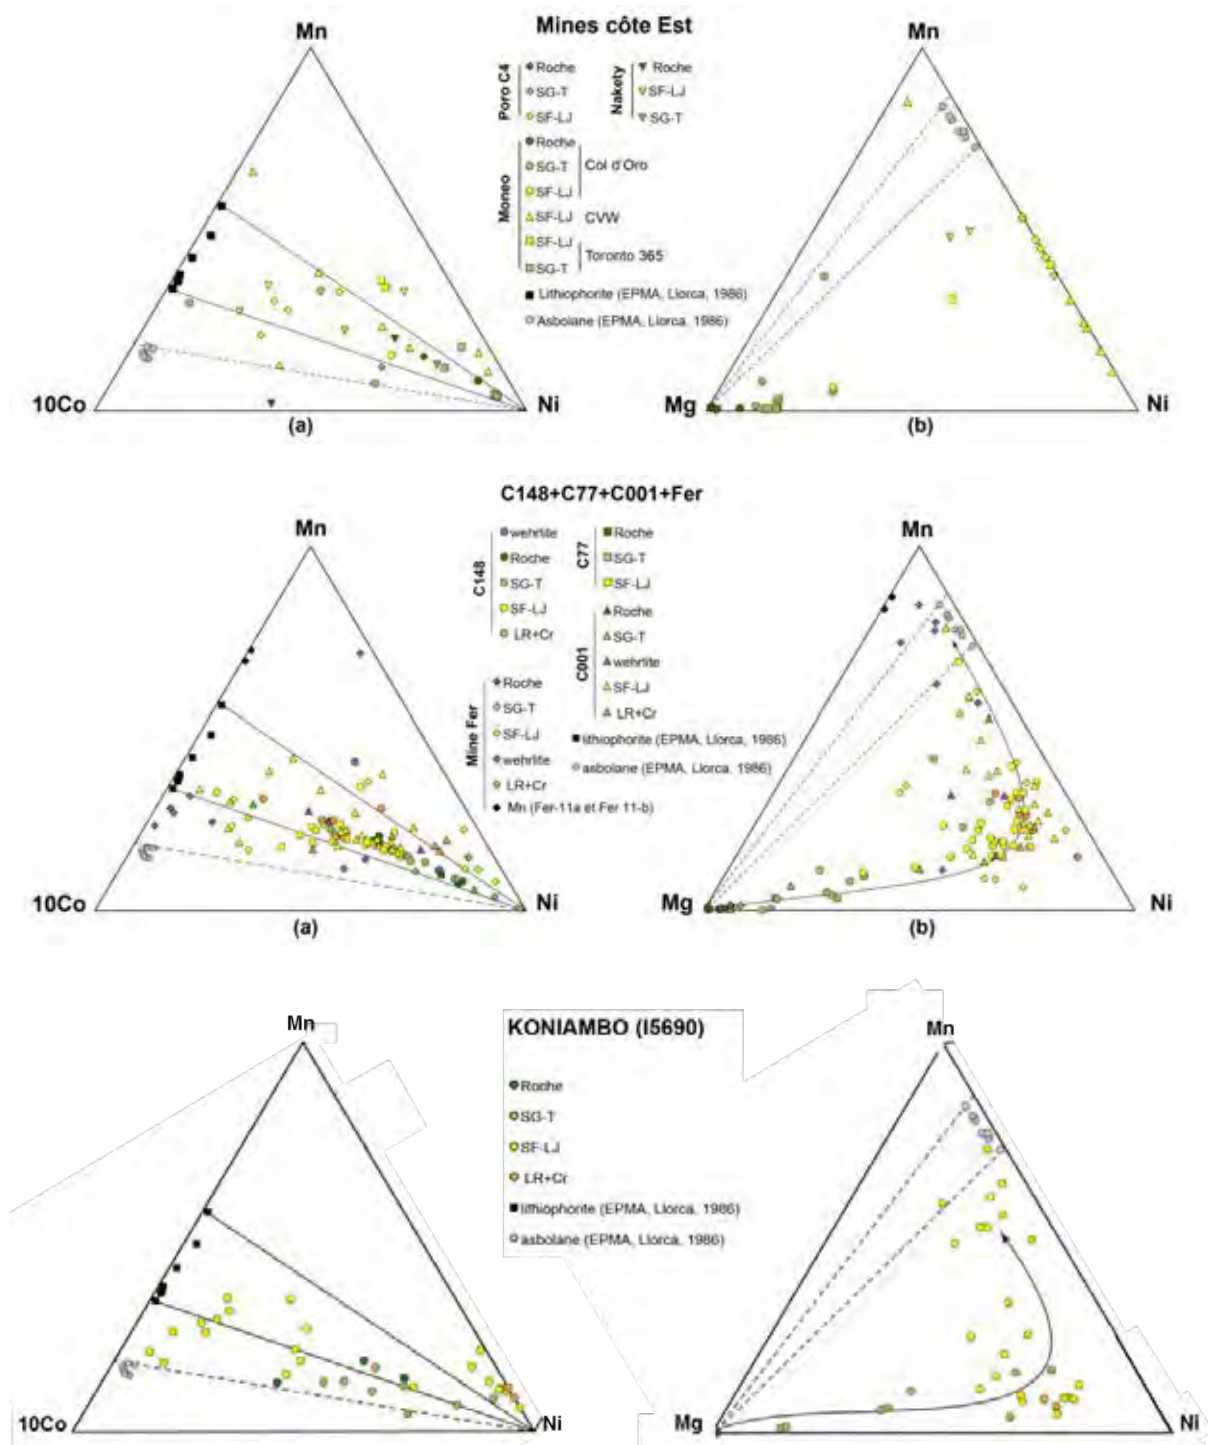 Mines côte Est
Mn
Poro C4
Roche
SG-T
SF-LJ
Nakety
Roche
SF-LJ
SG-T
Moneo
Roche
SG-T
SF-LJ
Col d'Oro
SF-LJ CVW
SF-LJ
SG-T
Toronto 365
Lithiophorite (EPMA, Llorca, 1986)
Asbolane (EPMA, Llorca, 1986)
10Co
Ni
(a)
Mn
Mg
Ni
(b)
C148+C77+C001+Fer
Mn
C148
wehrlite
Roche
SG-T
SF-LJ
LR+Cr
C77
Roche
SG-T
SF-LJ
C001
Roche
SG-T
wehrlite
SF-LJ
LR+Cr
Mine Fer
Roche
SG-T
SF-LJ
wehrlite
LR+Cr
Mn (Fer-11a et Fer 11-b)
lithiophorite (EPMA, Llorca, 1986)
asbolane (EPMA, Llorca, 1986)
10Co
Ni
(a)
Mn
Mg
Ni
(b)
KONIAMBO (I5690)
Mn
Roche
SG-T
SF-LJ
LR+Cr
lithiophorite (EPMA, Llorca, 1986)
asbolane (EPMA, Llorca, 1986)
10Co
Ni
Mn
Mg
Ni